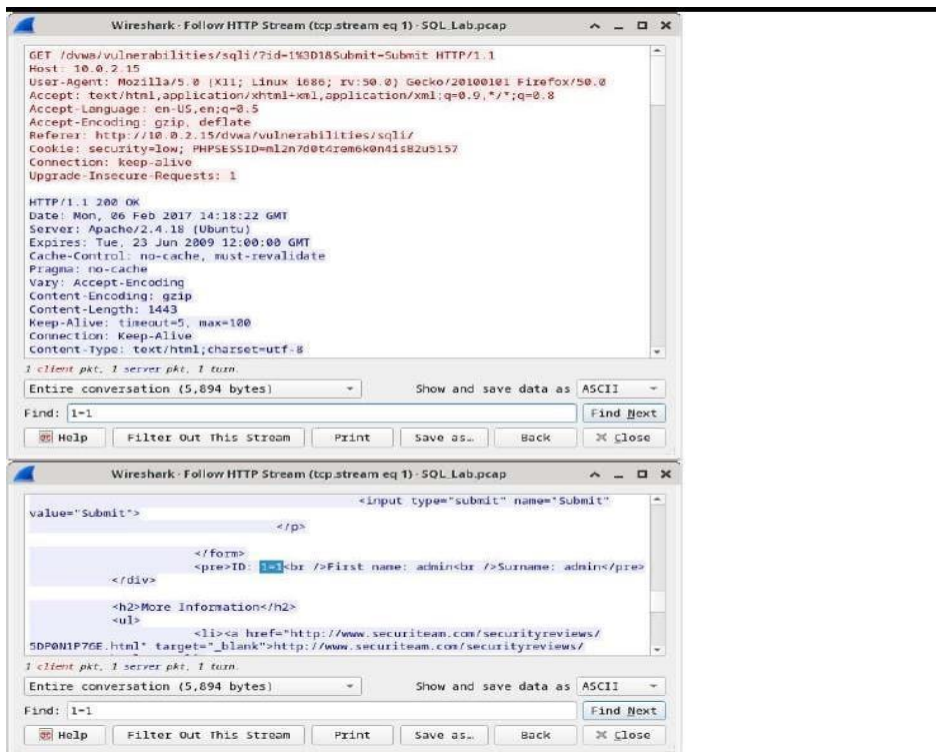 Wireshark · Follow HTTP Stream (tcp.stream eq 1) · SQL_Lab.pcap
GET /dvwa/vulnerabilities/sqli/?id=1%3D1&Submit=Submit HTTP/1.1
Host: 10.0.2.15
User-Agent: Mozilla/5.0 (X11; Linux i686; rv:50.0) Gecko/20100101 Firefox/50.0
Accept: text/html,application/xhtml+xml,application/xml;q=0.9,*/*;q=0.8
Accept-Language: en-US,en;q=0.5
Accept-Encoding: gzip, deflate
Referer: http://10.0.2.15/dvwa/vulnerabilities/sqli/
Cookie: security=low; PHPSESSID=ml2n7d0t4rem6k0n4is82u5157
Connection: keep-alive
Upgrade-Insecure-Requests: 1
HTTP/1.1 200 OK
Date: Mon, 06 Feb 2017 14:18:22 GMT
Server: Apache/2.4.18 (Ubuntu)
Expires: Tue, 23 Jun 2009 12:00:00 GMT
Cache-Control: no-cache, must-revalidate
Pragma: no-cache
Vary: Accept-Encoding
Content-Encoding: gzip
Content-Length: 1443
Keep-Alive: timeout=5, max=100
Connection: Keep-Alive
Content-Type: text/html;charset=utf-8
1 client pkt, 1 server pkt, 1 turn.
Entire conversation (5,894 bytes) Show and save data as ASCII
Find: 1=1 Find Next
Help Filter Out This Stream Print Save as… Back Close
Wireshark · Follow HTTP Stream (tcp.stream eq 1) · SQL_Lab.pcap
<input type="submit" name="Submit"
value="Submit">
</p>
</form>
<pre>ID: 1=1<br />First name: admin<br />Surname: admin</pre>
</div>
<h2>More Information</h2>
<ul>
<li><a href="http://www.securiteam.com/securityreviews/
5DP0N1P76E.html" target="_blank">http://www.securiteam.com/securityreviews/
1 client pkt, 1 server pkt, 1 turn.
Entire conversation (5,894 bytes) Show and save data as ASCII
Find: 1=1 Find Next
Help Filter Out This Stream Print Save as… Back Close